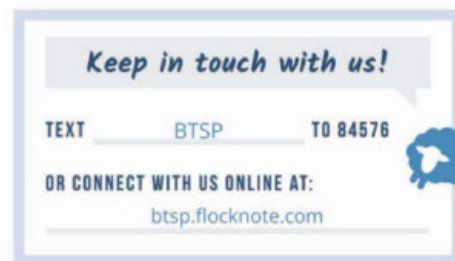 Keep in touch with us!
TEXT BTSP TO 84576
OR CONNECT WITH US ONLINE AT:
btsp.flocknote.com